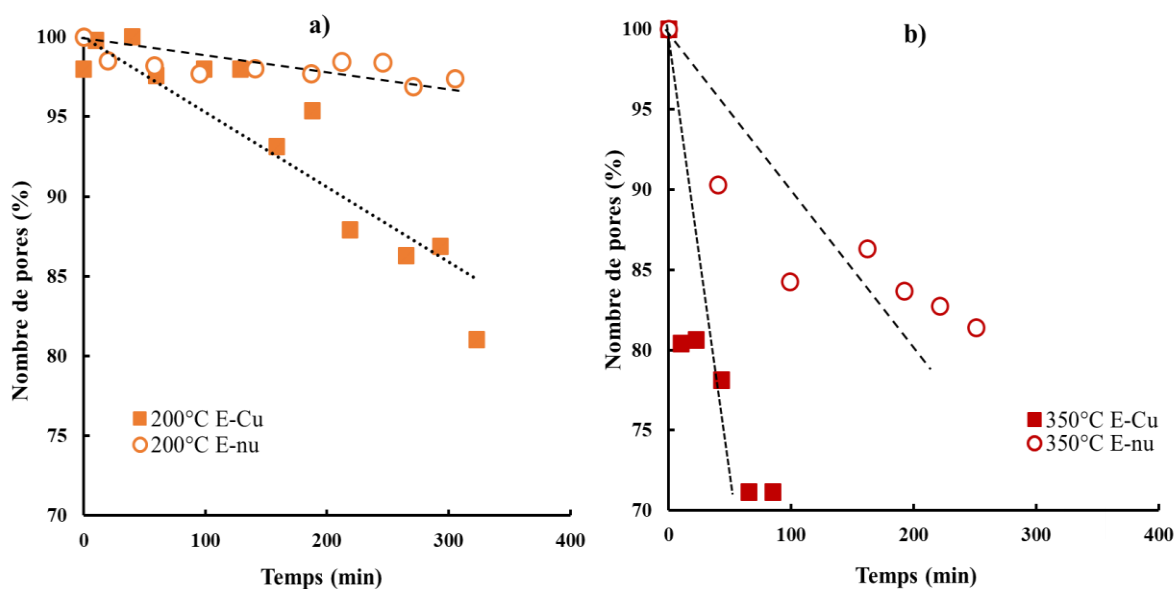 a)
Nombre de pores (%)
100
95
90
85
80
75
70
0
100
200
300
400
Temps (min)
200°C E-Cu
200°C E-nu
b)
Nombre de pores (%)
100
95
90
85
80
75
70
0
100
200
300
400
Temps (min)
350°C E-Cu
350°C E-nu